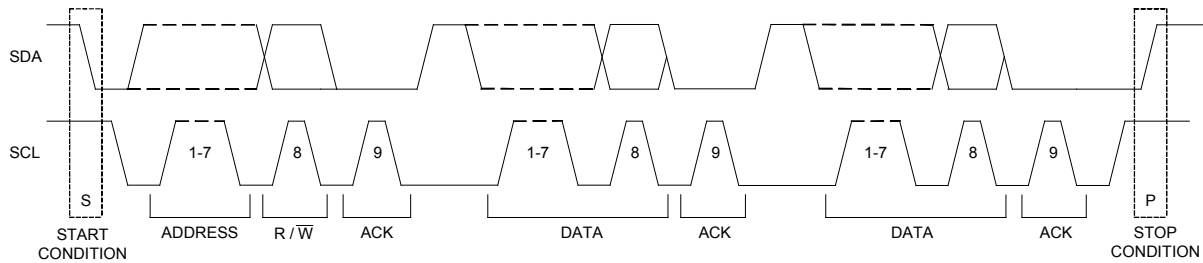 SDA
SCL
1-7
8
9
1-7
8
9
1-7
8
9
S
P
START
CONDITION
ADDRESS
R / W̅
ACK
DATA
ACK
DATA
ACK
STOP
CONDITION